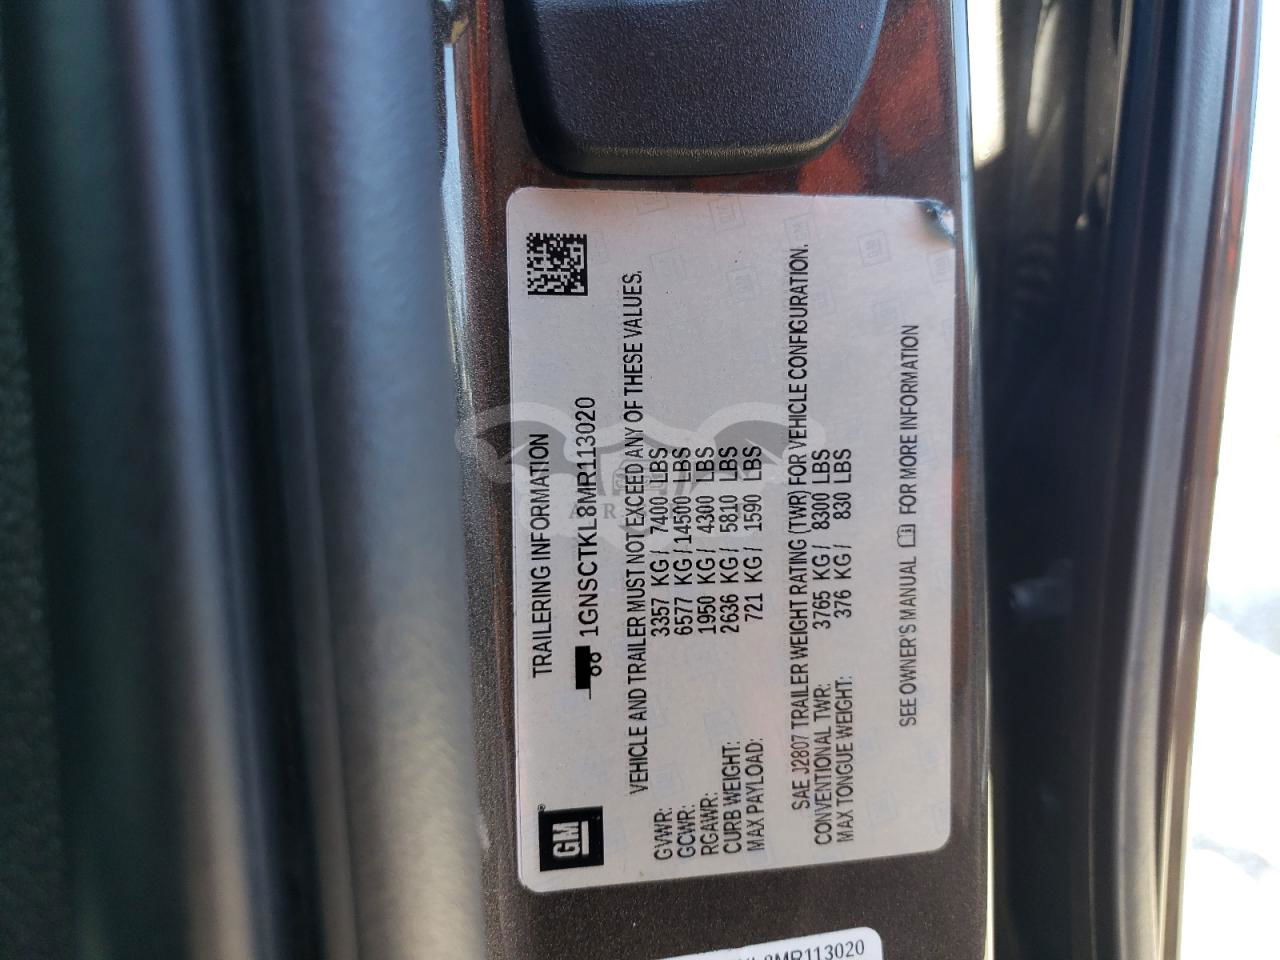 TRAILERING INFORMATION
1GNSCTKL8MR113020
GM
VEHICLE AND TRAILER MUST NOT EXCEED ANY OF THESE VALUES.
GVWR: 3357 KG / 7400 LBS
GCWR: 6577 KG / 14500 LBS
RGAWR: 1950 KG / 4300 LBS
CURB WEIGHT: 2636 KG / 5810 LBS
MAX PAYLOAD: 721 KG / 1590 LBS
SAE J2807 TRAILER WEIGHT RATING (TWR) FOR VEHICLE CONFIGURATION.
CONVENTIONAL TWR: 3765 KG / 8300 LBS
MAX TONGUE WEIGHT: 376 KG / 830 LBS
SEE OWNER'S MANUAL FOR MORE INFORMATION
L8MR113020